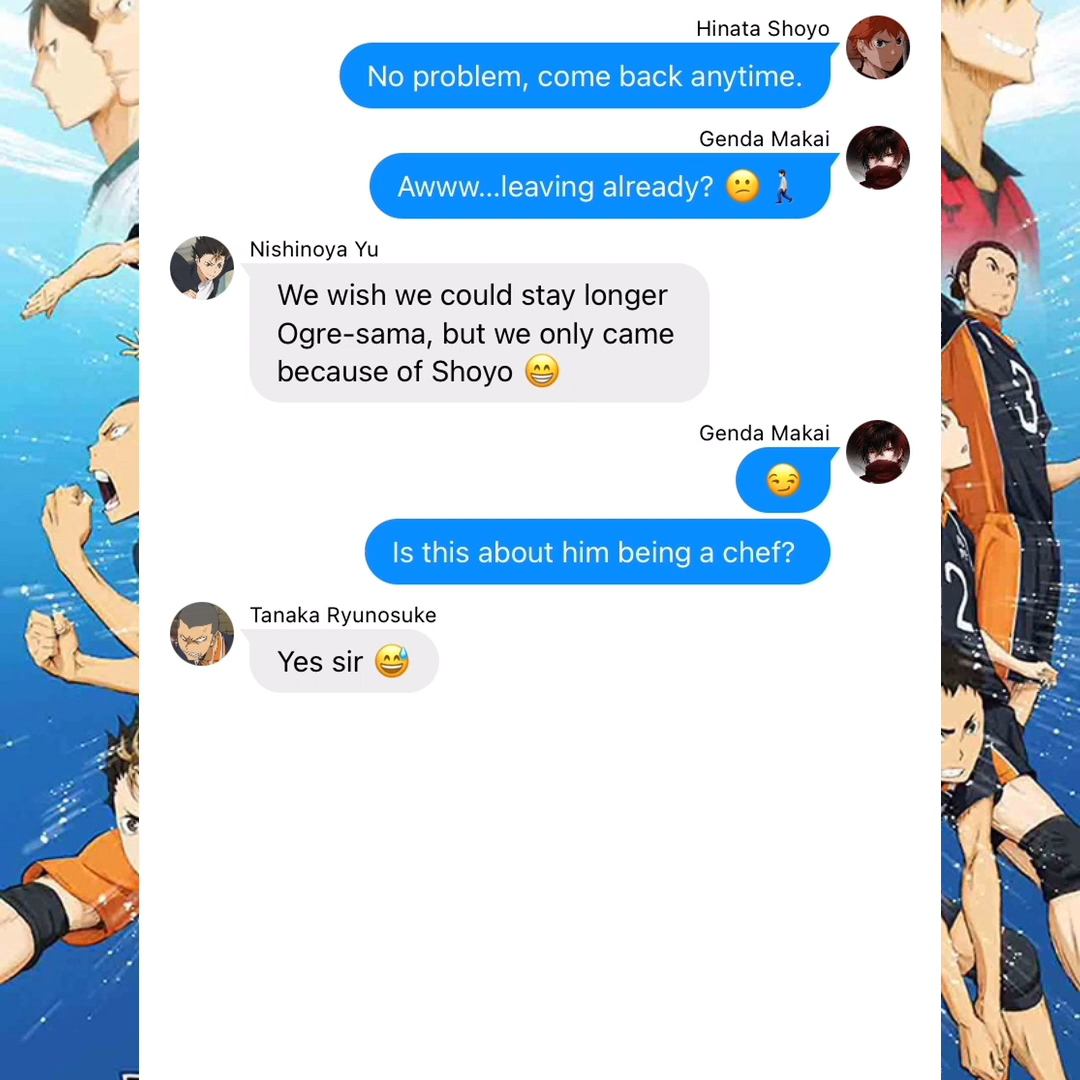 Hinata Shoyo
No problem, come back anytime.
Genda Makai
Awww...leaving already? 😕 🚶
Nishinoya Yu
We wish we could stay longer
Ogre-sama, but we only came
because of Shoyo 😁
Genda Makai
😏
Is this about him being a chef?
Tanaka Ryunosuke
Yes sir 😅
3
2